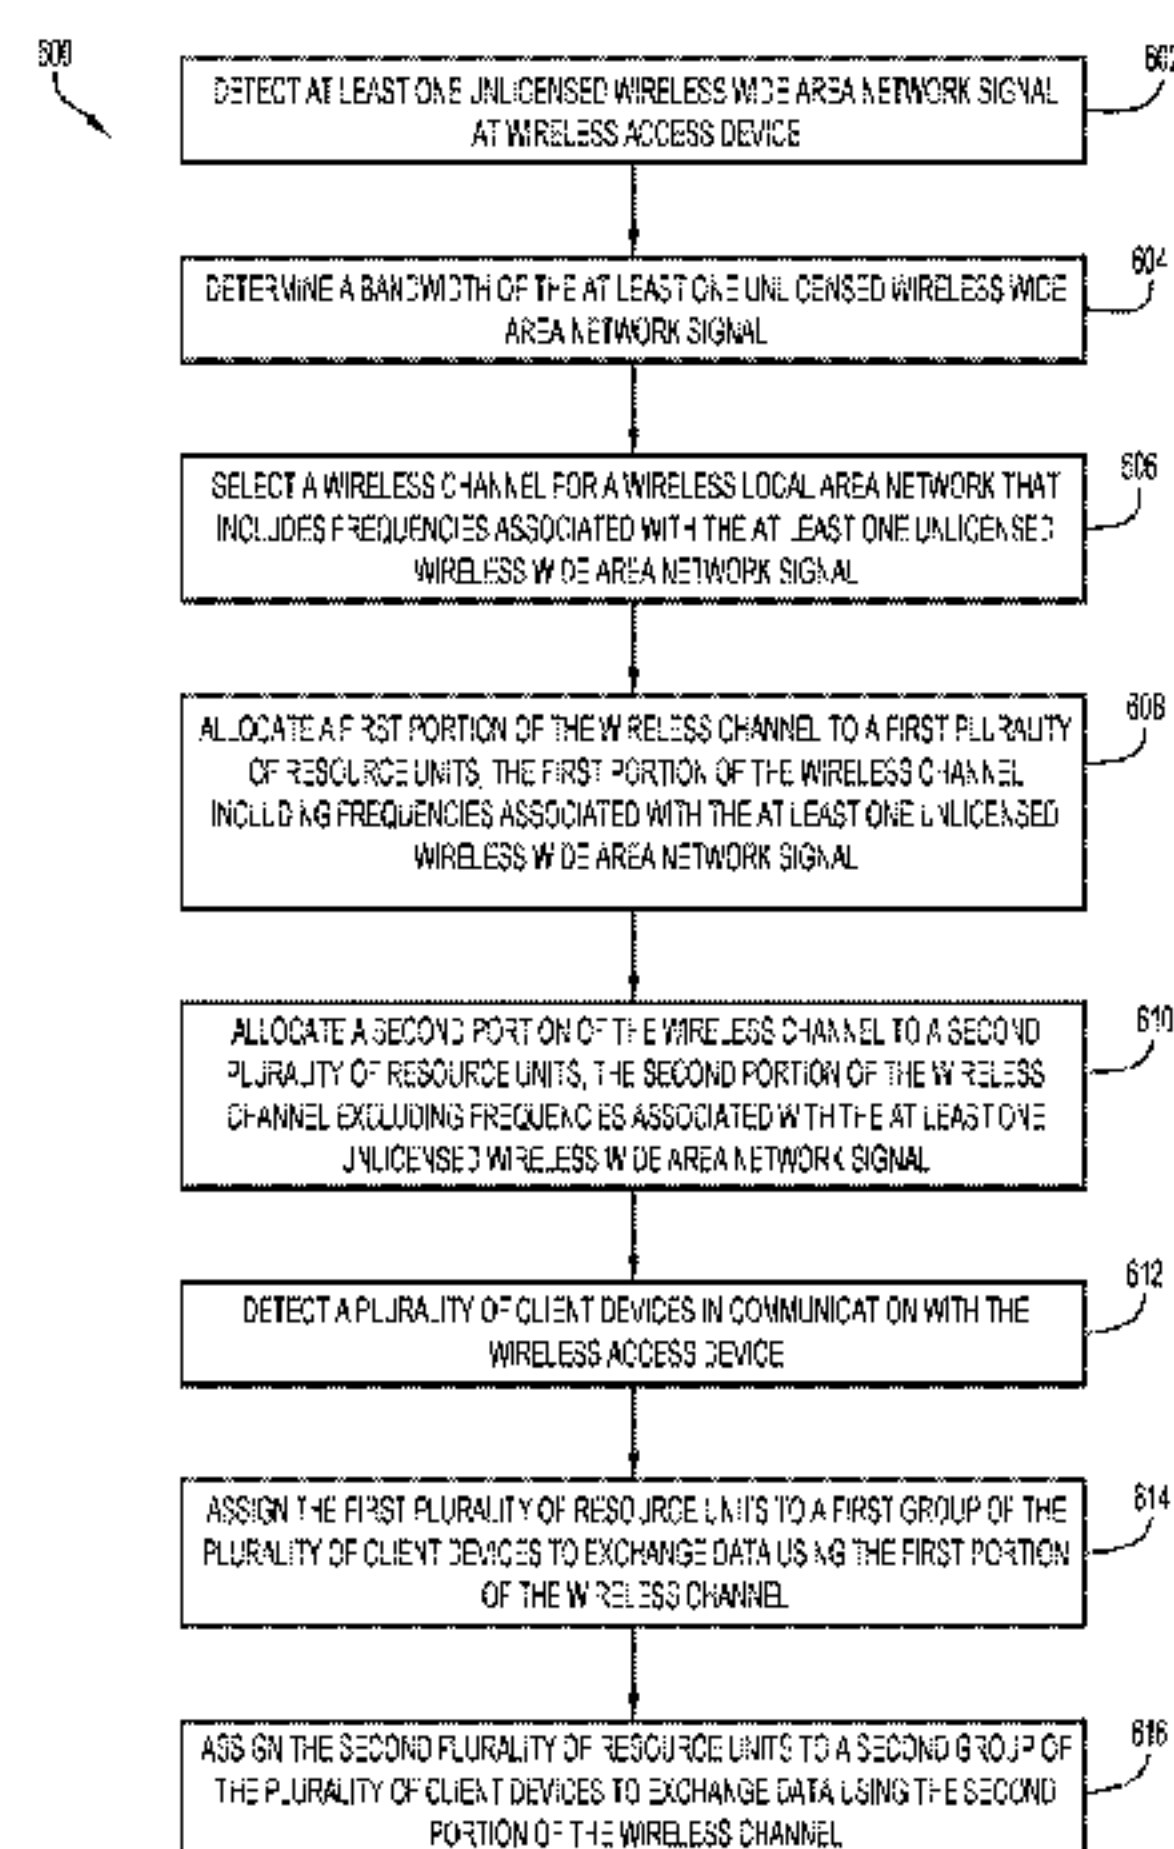 600
602
DETECT AT LEAST ONE UNLICENSED WIRELESS WIDE AREA NETWORK SIGNAL
AT WIRELESS ACCESS DEVICE
604
DETERMINE A BANDWIDTH OF THE AT LEAST ONE UNLICENSED WIRELESS WIDE
AREA NETWORK SIGNAL
606
SELECT A WIRELESS CHANNEL FOR A WIRELESS LOCAL AREA NETWORK THAT
INCLUDES FREQUENCIES ASSOCIATED WITH THE AT LEAST ONE UNLICENSED
WIRELESS WIDE AREA NETWORK SIGNAL
608
ALLOCATE A FIRST PORTION OF THE WIRELESS CHANNEL TO A FIRST PLURALITY
OF RESOURCE UNITS, THE FIRST PORTION OF THE WIRELESS CHANNEL
INCLUDING FREQUENCIES ASSOCIATED WITH THE AT LEAST ONE UNLICENSED
WIRELESS WIDE AREA NETWORK SIGNAL
610
ALLOCATE A SECOND PORTION OF THE WIRELESS CHANNEL TO A SECOND
PLURALITY OF RESOURCE UNITS, THE SECOND PORTION OF THE WIRELESS
CHANNEL EXCLUDING FREQUENCIES ASSOCIATED WITH THE AT LEAST ONE
UNLICENSED WIRELESS WIDE AREA NETWORK SIGNAL
612
DETECT A PLURALITY OF CLIENT DEVICES IN COMMUNICATION WITH THE
WIRELESS ACCESS DEVICE
614
ASSIGN THE FIRST PLURALITY OF RESOURCE UNITS TO A FIRST GROUP OF THE
PLURALITY OF CLIENT DEVICES TO EXCHANGE DATA USING THE FIRST PORTION
OF THE WIRELESS CHANNEL
616
ASSIGN THE SECOND PLURALITY OF RESOURCE UNITS TO A SECOND GROUP OF
THE PLURALITY OF CLIENT DEVICES TO EXCHANGE DATA USING THE SECOND
PORTION OF THE WIRELESS CHANNEL